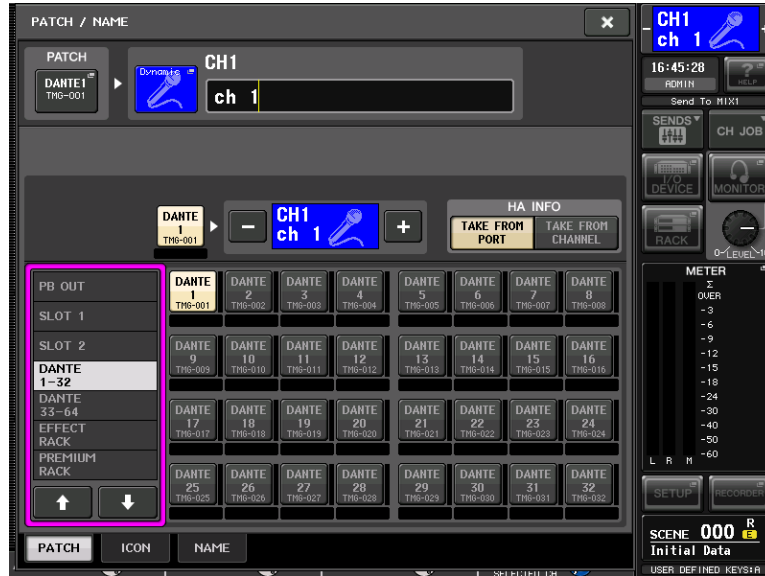 PATCH / NAME
×
PATCH
DANTE1
TMG-001
Dynamic
CH1
ch 1
DANTE
1
TMG-001
−
CH1
ch 1
+
HA INFO
TAKE FROM
PORT
TAKE FROM
CHANNEL
PB OUT
SLOT 1
SLOT 2
DANTE
1-32
DANTE
33-64
EFFECT
RACK
PREMIUM
RACK
DANTE DANTE DANTE DANTE DANTE DANTE DANTE DANTE
1 2 3 4 5 6 7 8
TMG-001 TMG-002 TMG-003 TMG-004 TMG-005 TMG-006 TMG-007 TMG-008
DANTE DANTE DANTE DANTE DANTE DANTE DANTE DANTE
9 10 11 12 13 14 15 16
TMG-009 TMG-010 TMG-011 TMG-012 TMG-013 TMG-014 TMG-015 TMG-016
DANTE DANTE DANTE DANTE DANTE DANTE DANTE DANTE
17 18 19 20 21 22 23 24
TMG-017 TMG-018 TMG-019 TMG-020 TMG-021 TMG-022 TMG-023 TMG-024
DANTE DANTE DANTE DANTE DANTE DANTE DANTE DANTE
25 26 27 28 29 30 31 32
TMG-025 TMG-026 TMG-027 TMG-028 TMG-029 TMG-030 TMG-031 TMG-032
PATCH ICON NAME
CH1
ch 1
16:45:28
ADMIN
?
HELP
Send To MIX1
SENDS
CH JOB
I/O
DEVICE
MONITOR
RACK
LEVEL
METER
Σ
OVER
-3
-6
-9
-12
-15
-18
-24
-30
-40
-50
-60
L R M
SETUP
RECORDER
SCENE 000 R
E
Initial Data
USER DEFINED KEYS:A